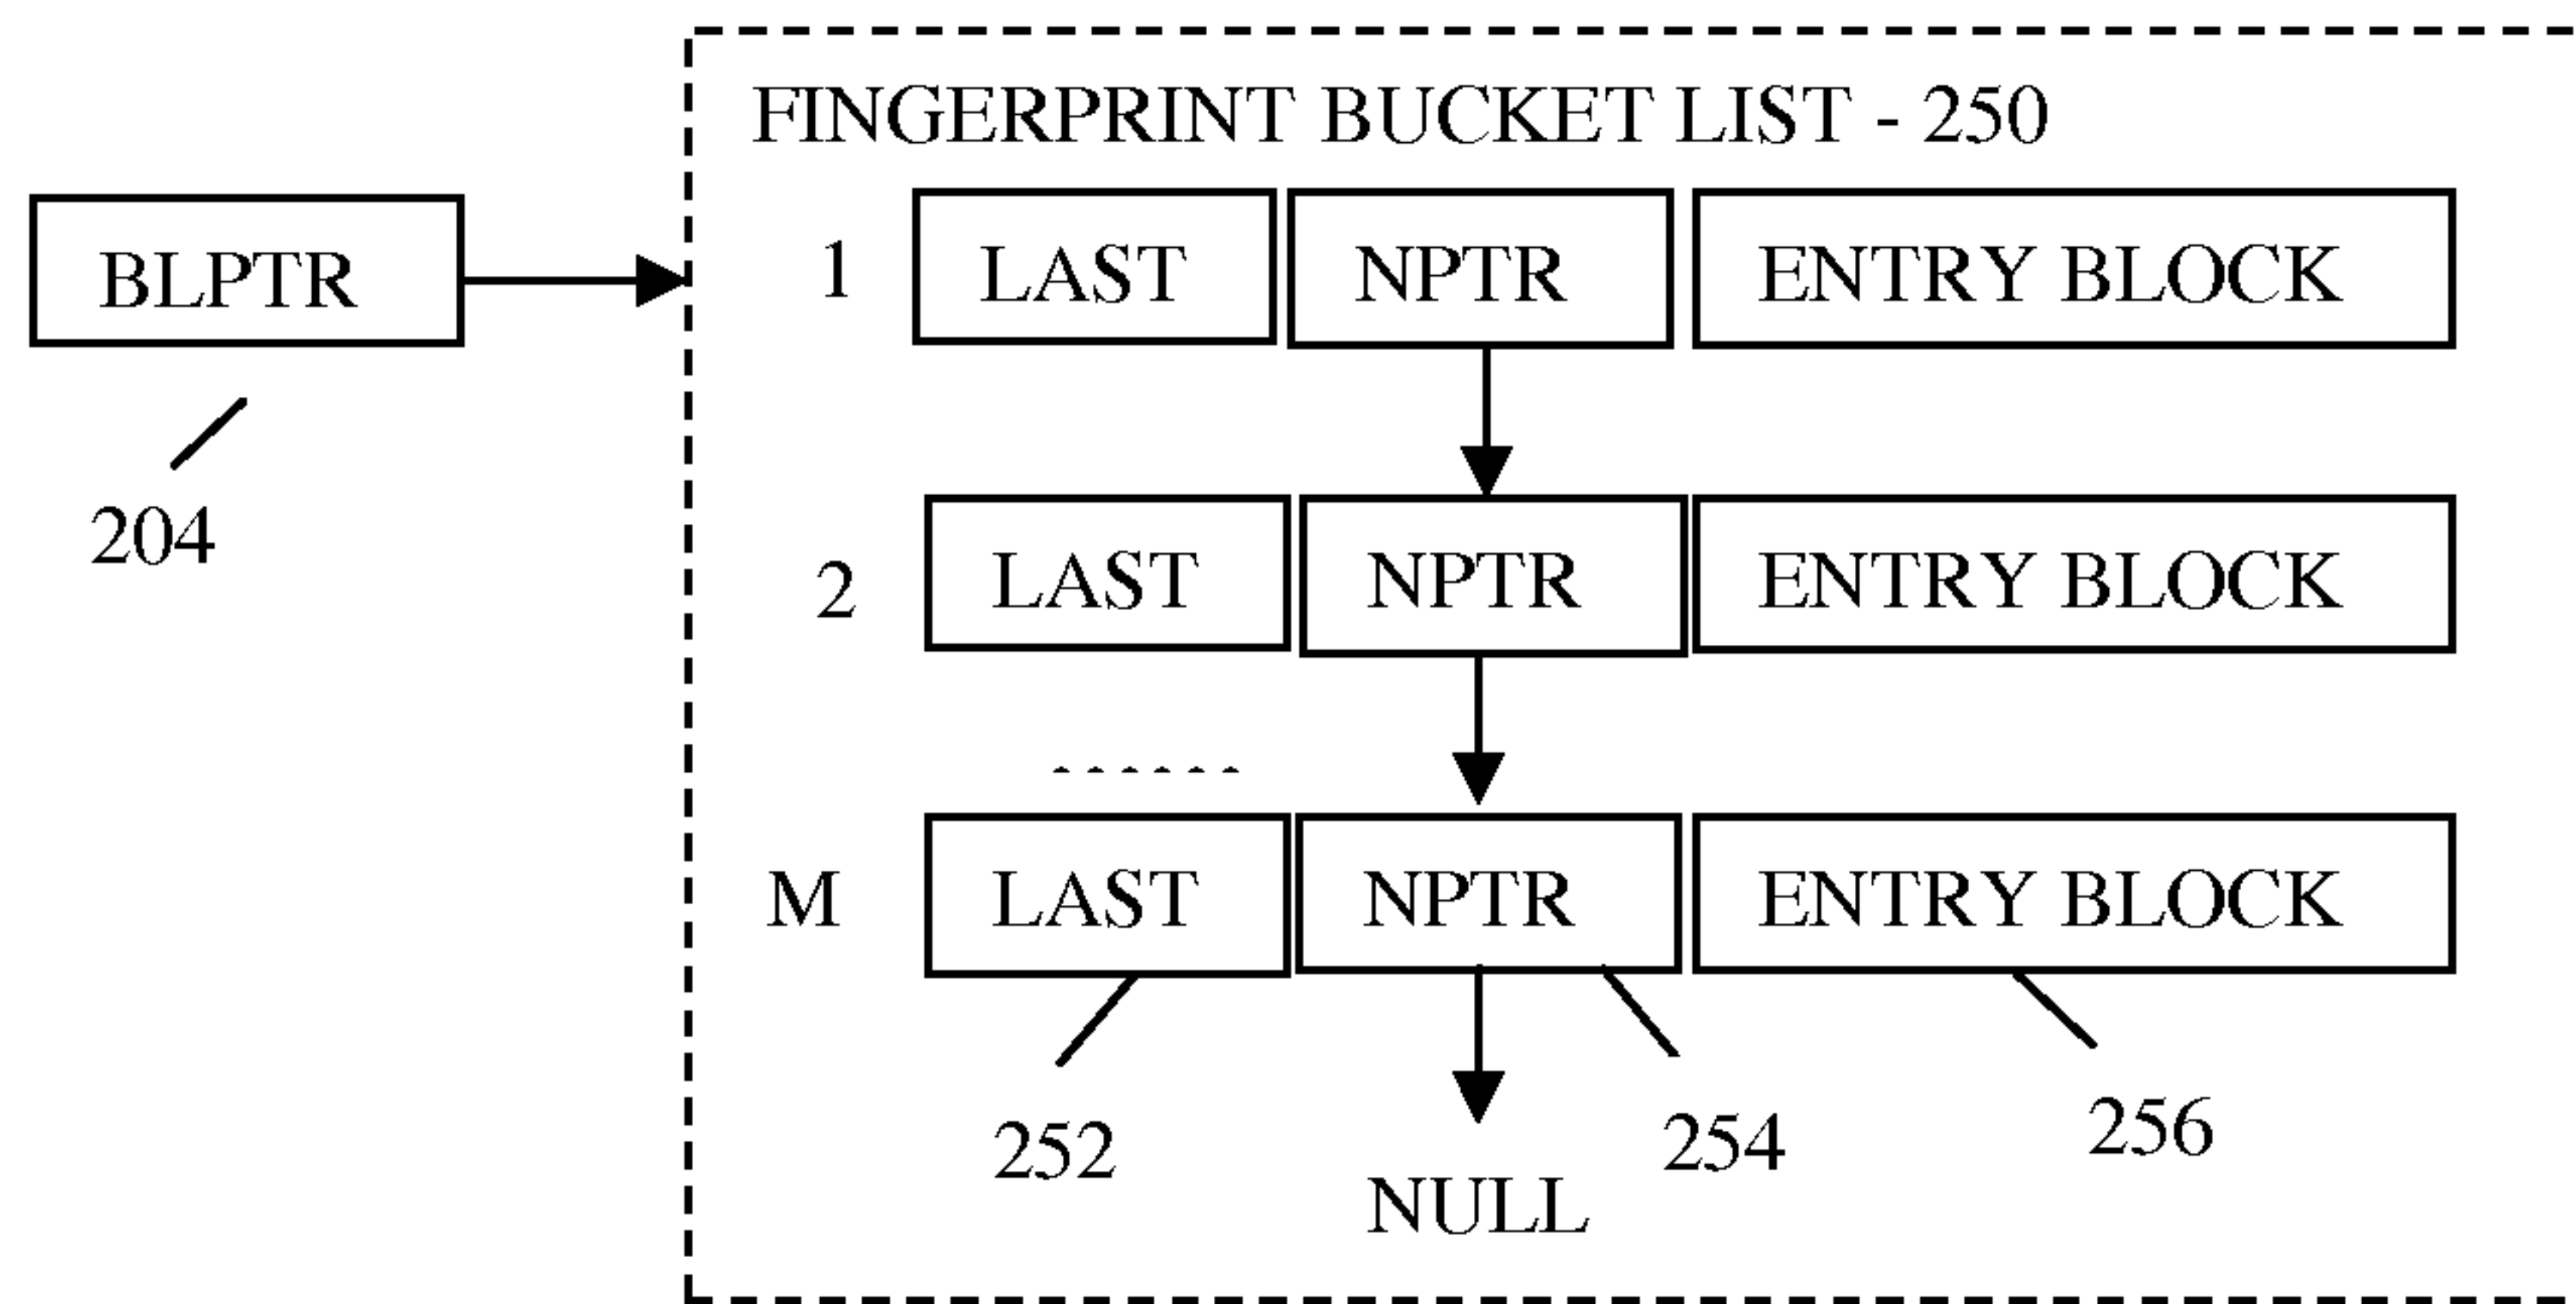 FINGERPRINT BUCKET LIST - 250
BLPTR
1 LAST NPTR ENTRY BLOCK
204
2 LAST NPTR ENTRY BLOCK
......
M LAST NPTR ENTRY BLOCK
252 254 256
NULL